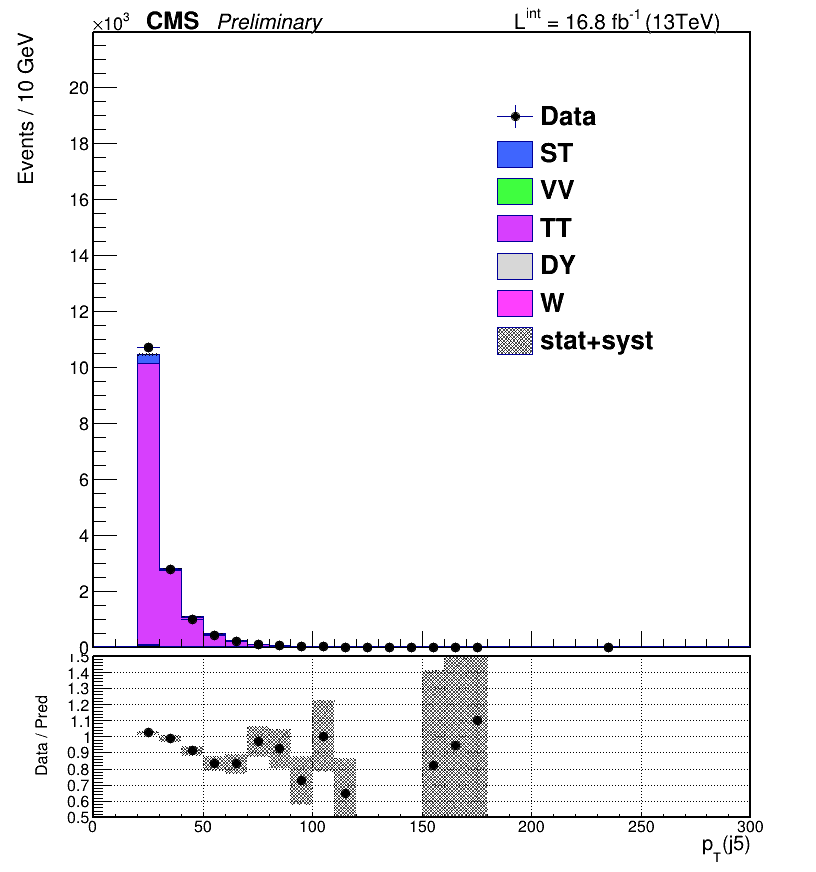 ×10³ CMS Preliminary L^int = 16.8 fb⁻¹ (13TeV)
Events / 10 GeV
20
18
16
14
12
10
8
6
4
2
0
Data
ST
VV
TT
DY
W
stat+syst
Data / Pred
1.5
1.4
1.3
1.2
1.1
1
0.9
0.8
0.7
0.6
0.5
0 50 100 150 200 250 300
p_T(j5)